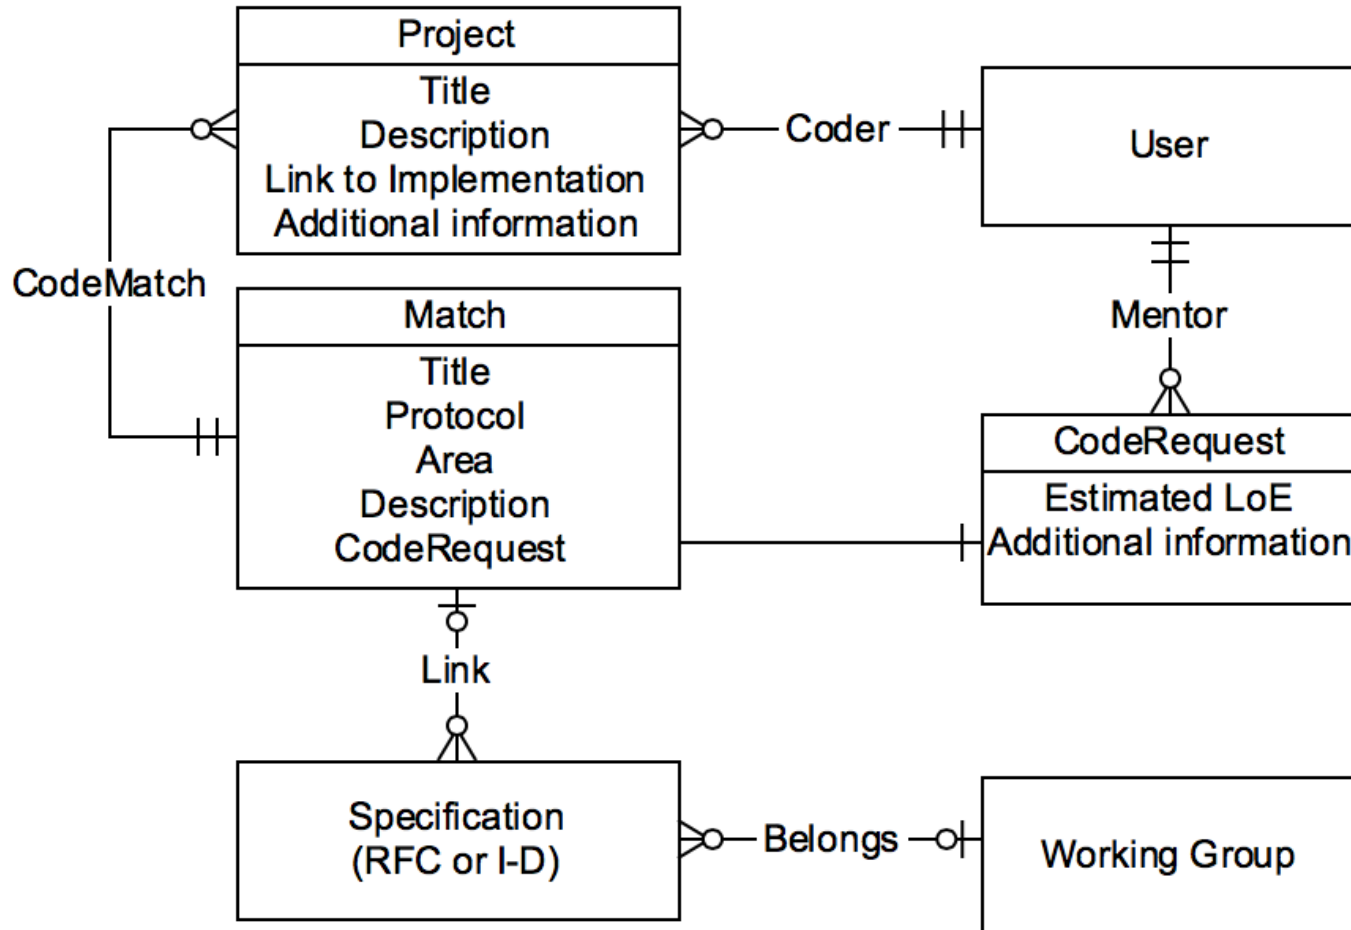 Project
Title
Description
Link to Implementation
Additional information
Coder
User
CodeMatch
Match
Title
Protocol
Area
Description
CodeRequest
Mentor
CodeRequest
Estimated LoE
Additional information
Link
Specification
(RFC or I-D)
Belongs
Working Group